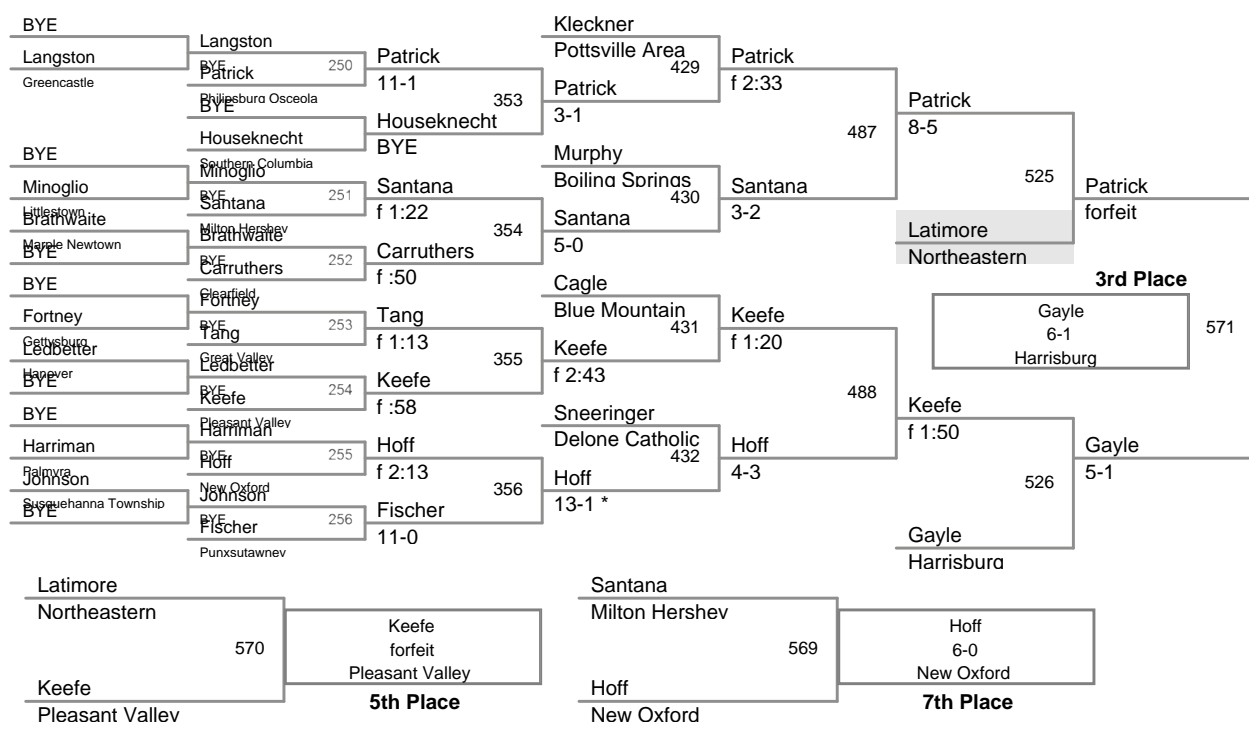 BYE
Langston
Greencastle
BYE
Minoglio
Littlestown
Brathwaite
Marple Newtown
BYE
BYE
Fortney
Gettysburg
Ledbetter
Hanover
BYE
BYE
Harriman
Palmyra
Johnson
Susquehanna Township
BYE
Langston
BYE 250
Patrick
Philipsburg Osceola
BYE
Houseknecht
Southern Columbia
Minoglio
BYE 251
Santana
Milton Hershey
Brathwaite
BYE 252
Carruthers
Clearfield
Fortney
BYE 253
Tang
Great Valley
Ledbetter
BYE 254
Keefe
Pleasant Valley
Harriman
BYE 255
Hoff
New Oxford
Johnson
BYE 256
Fischer
Punxsutawney
Patrick
11-1
353
Houseknecht
BYE
Santana
f 1:22
354
Carruthers
f :50
Tang
f 1:13
355
Keefe
f :58
Hoff
f 2:13
356
Fischer
11-0
Kleckner
Pottsville Area
429
Patrick
3-1
Murphy
Boiling Springs
430
Santana
5-0
Cagle
Blue Mountain
431
Keefe
f 2:43
Sneeringer
Delone Catholic
432
Hoff
13-1 *
Patrick
f 2:33
487
Santana
3-2
Keefe
f 1:20
488
Hoff
4-3
Patrick
8-5
525
Latimore
Northeastern
Keefe
f 1:50
526
Gayle
Harrisburg
Patrick
forfeit
3rd Place
Gayle
6-1
Harrisburg
571
Gayle
5-1
Latimore
Northeastern
570
Keefe
Pleasant Valley
Keefe
forfeit
Pleasant Valley
5th Place
Santana
Milton Hershey
569
Hoff
New Oxford
Hoff
6-0
New Oxford
7th Place